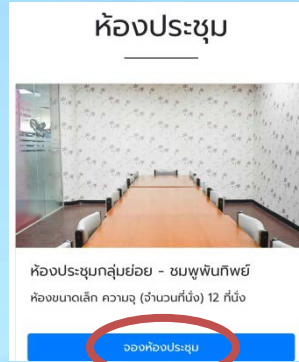 ห้องประชุม
ห้องประชุมกลุ่มย่อย - ชมพูพันทิพย์
ห้องขนาดเล็ก ความจุ (จำนวนที่นั่ง) 12 ที่นั่ง
จองห้องประชุม